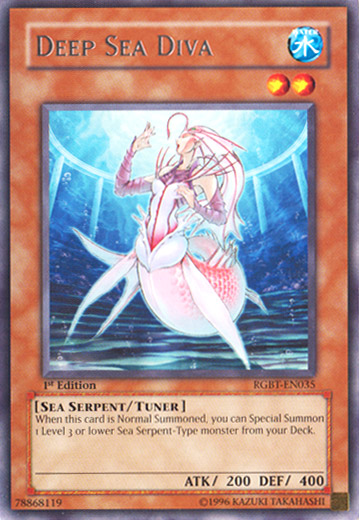 DEEP SEA DIVA
WATER
水
1st Edition
RGBT-EN035
[SEA SERPENT/TUNER]
When this card is Normal Summoned, you can Special Summon
1 Level 3 or lower Sea Serpent-Type monster from your Deck.
ATK/ 200 DEF/ 400
78868119
©1996 KAZUKI TAKAHASHI